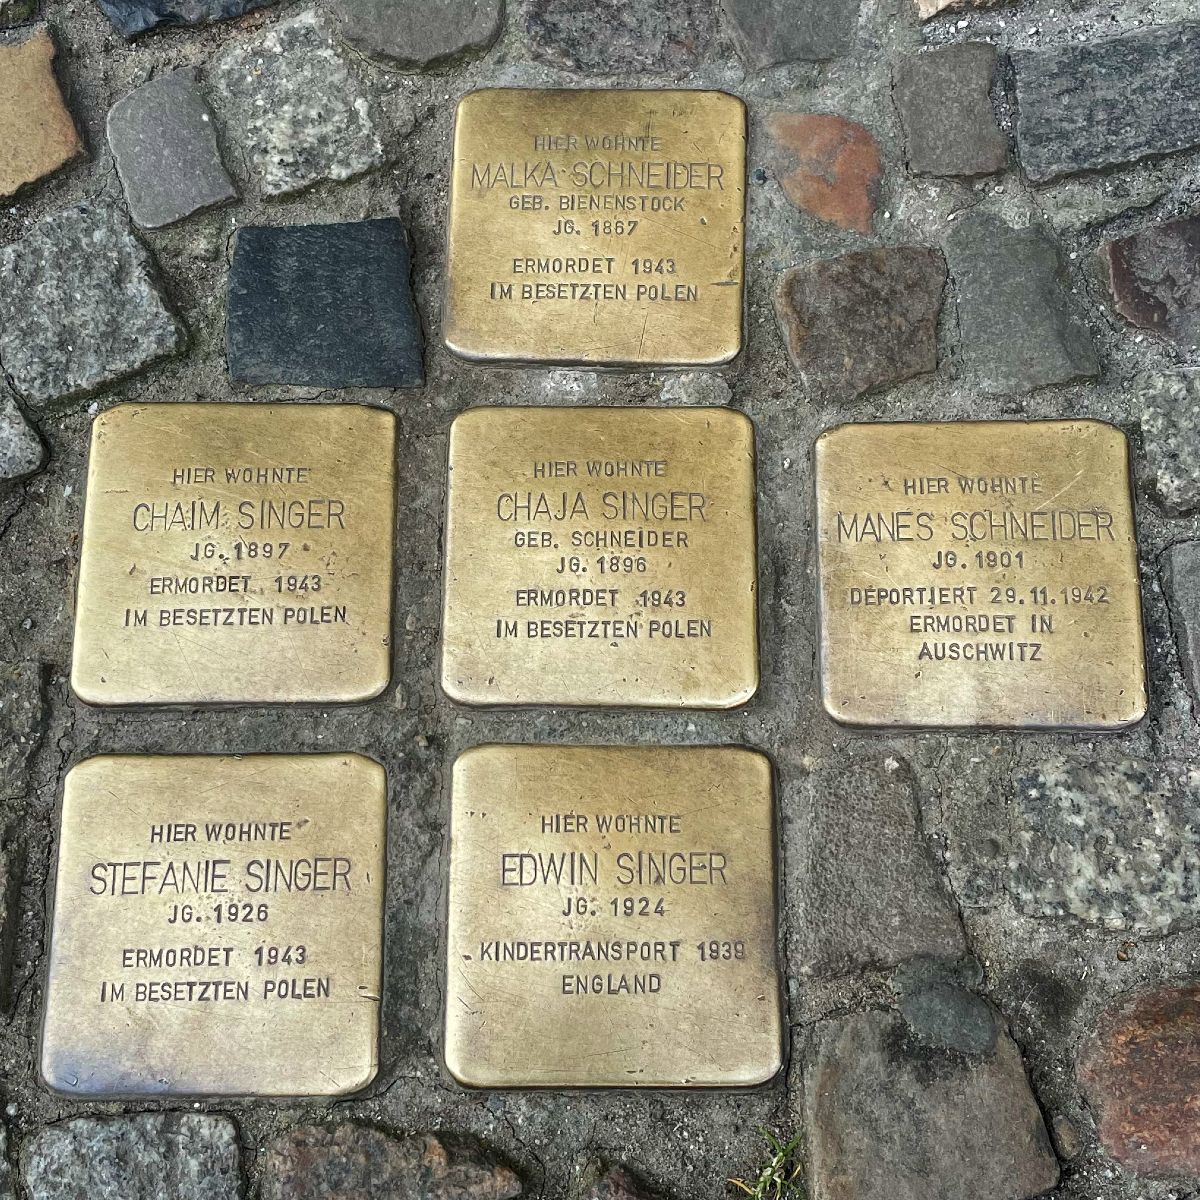 HIER WOHNTE
MALKA SCHNEIDER
GEB. BIENENSTOCK
JG. 1867
ERMORDET 1943
IM BESETZTEN POLEN
HIER WOHNTE
CHAIM SINGER
JG. 1897
ERMORDET 1943
IM BESETZTEN POLEN
HIER WOHNTE
CHAJA SINGER
GEB. SCHNEIDER
JG. 1896
ERMORDET 1943
IM BESETZTEN POLEN
HIER WOHNTE
MANES SCHNEIDER
JG. 1901
DEPORTIERT 29.11.1942
ERMORDET IN
AUSCHWITZ
HIER WOHNTE
STEFANIE SINGER
JG. 1926
ERMORDET 1943
IM BESETZTEN POLEN
HIER WOHNTE
EDWIN SINGER
JG. 1924
KINDERTRANSPORT 1939
ENGLAND